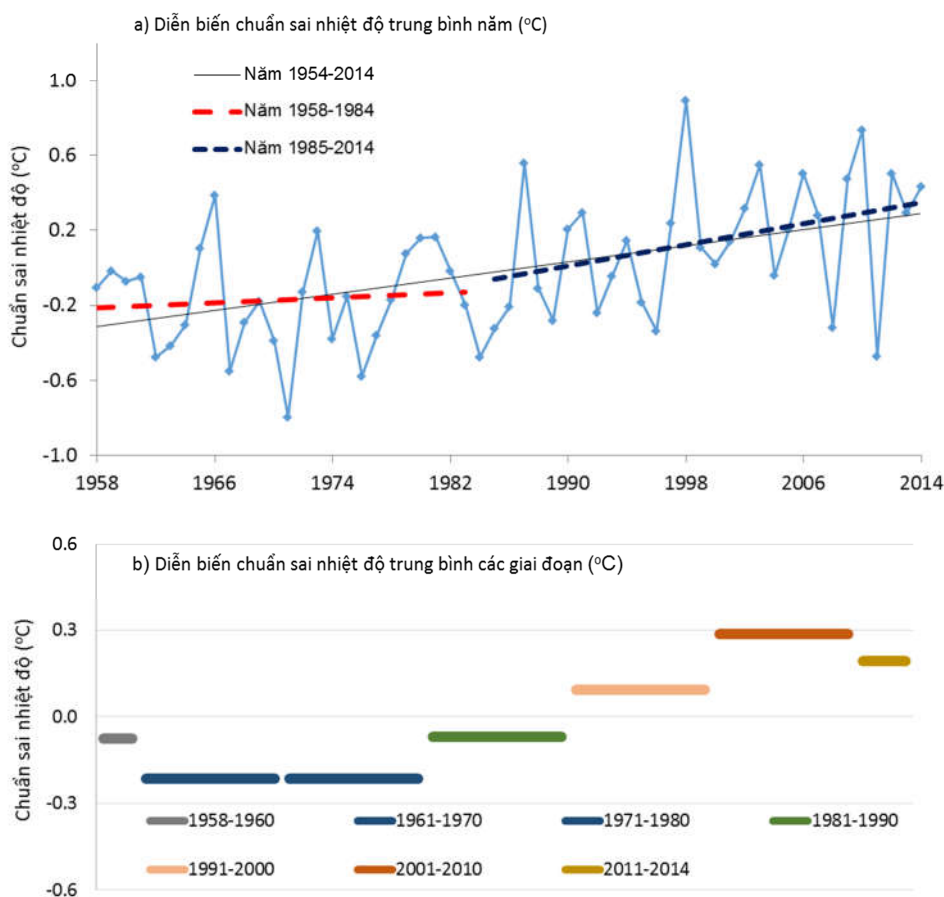 a) Diễn biến chuẩn sai nhiệt độ trung bình năm (ºC)
Chuẩn sai nhiệt độ (ºC)
1.0
0.6
0.2
-0.2
-0.6
-1.0
Năm 1954-2014
Năm 1958-1984
Năm 1985-2014
1958 1966 1974 1982 1990 1998 2006 2014
b) Diễn biến chuẩn sai nhiệt độ trung bình các giai đoạn (ºC)
Chuẩn sai nhiệt độ (ºC)
0.6
0.3
0.0
-0.3
-0.6
1958-1960 1961-1970 1971-1980 1981-1990
1991-2000 2001-2010 2011-2014